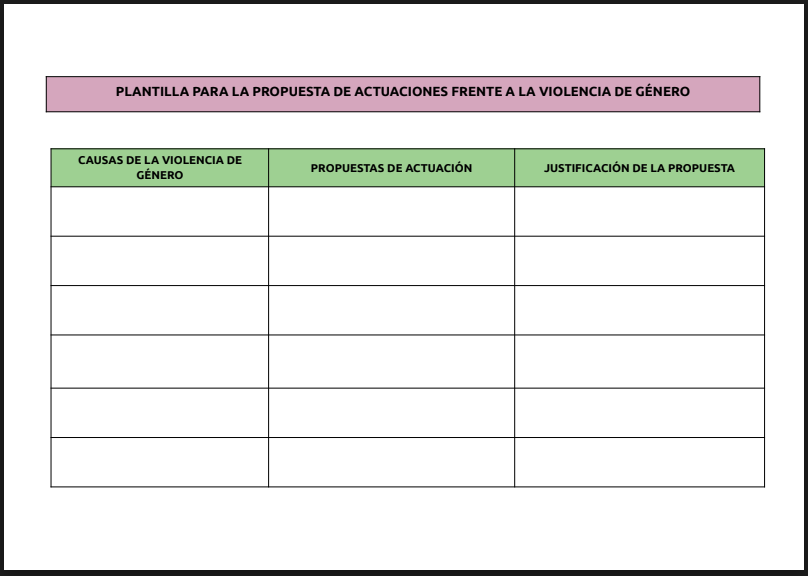 PLANTILLA PARA LA PROPUESTA DE ACTUACIONES FRENTE A LA VIOLENCIA DE GÉNERO
CAUSAS DE LA VIOLENCIA DE
GÉNERO
PROPUESTAS DE ACTUACIÓN
JUSTIFICACIÓN DE LA PROPUESTA